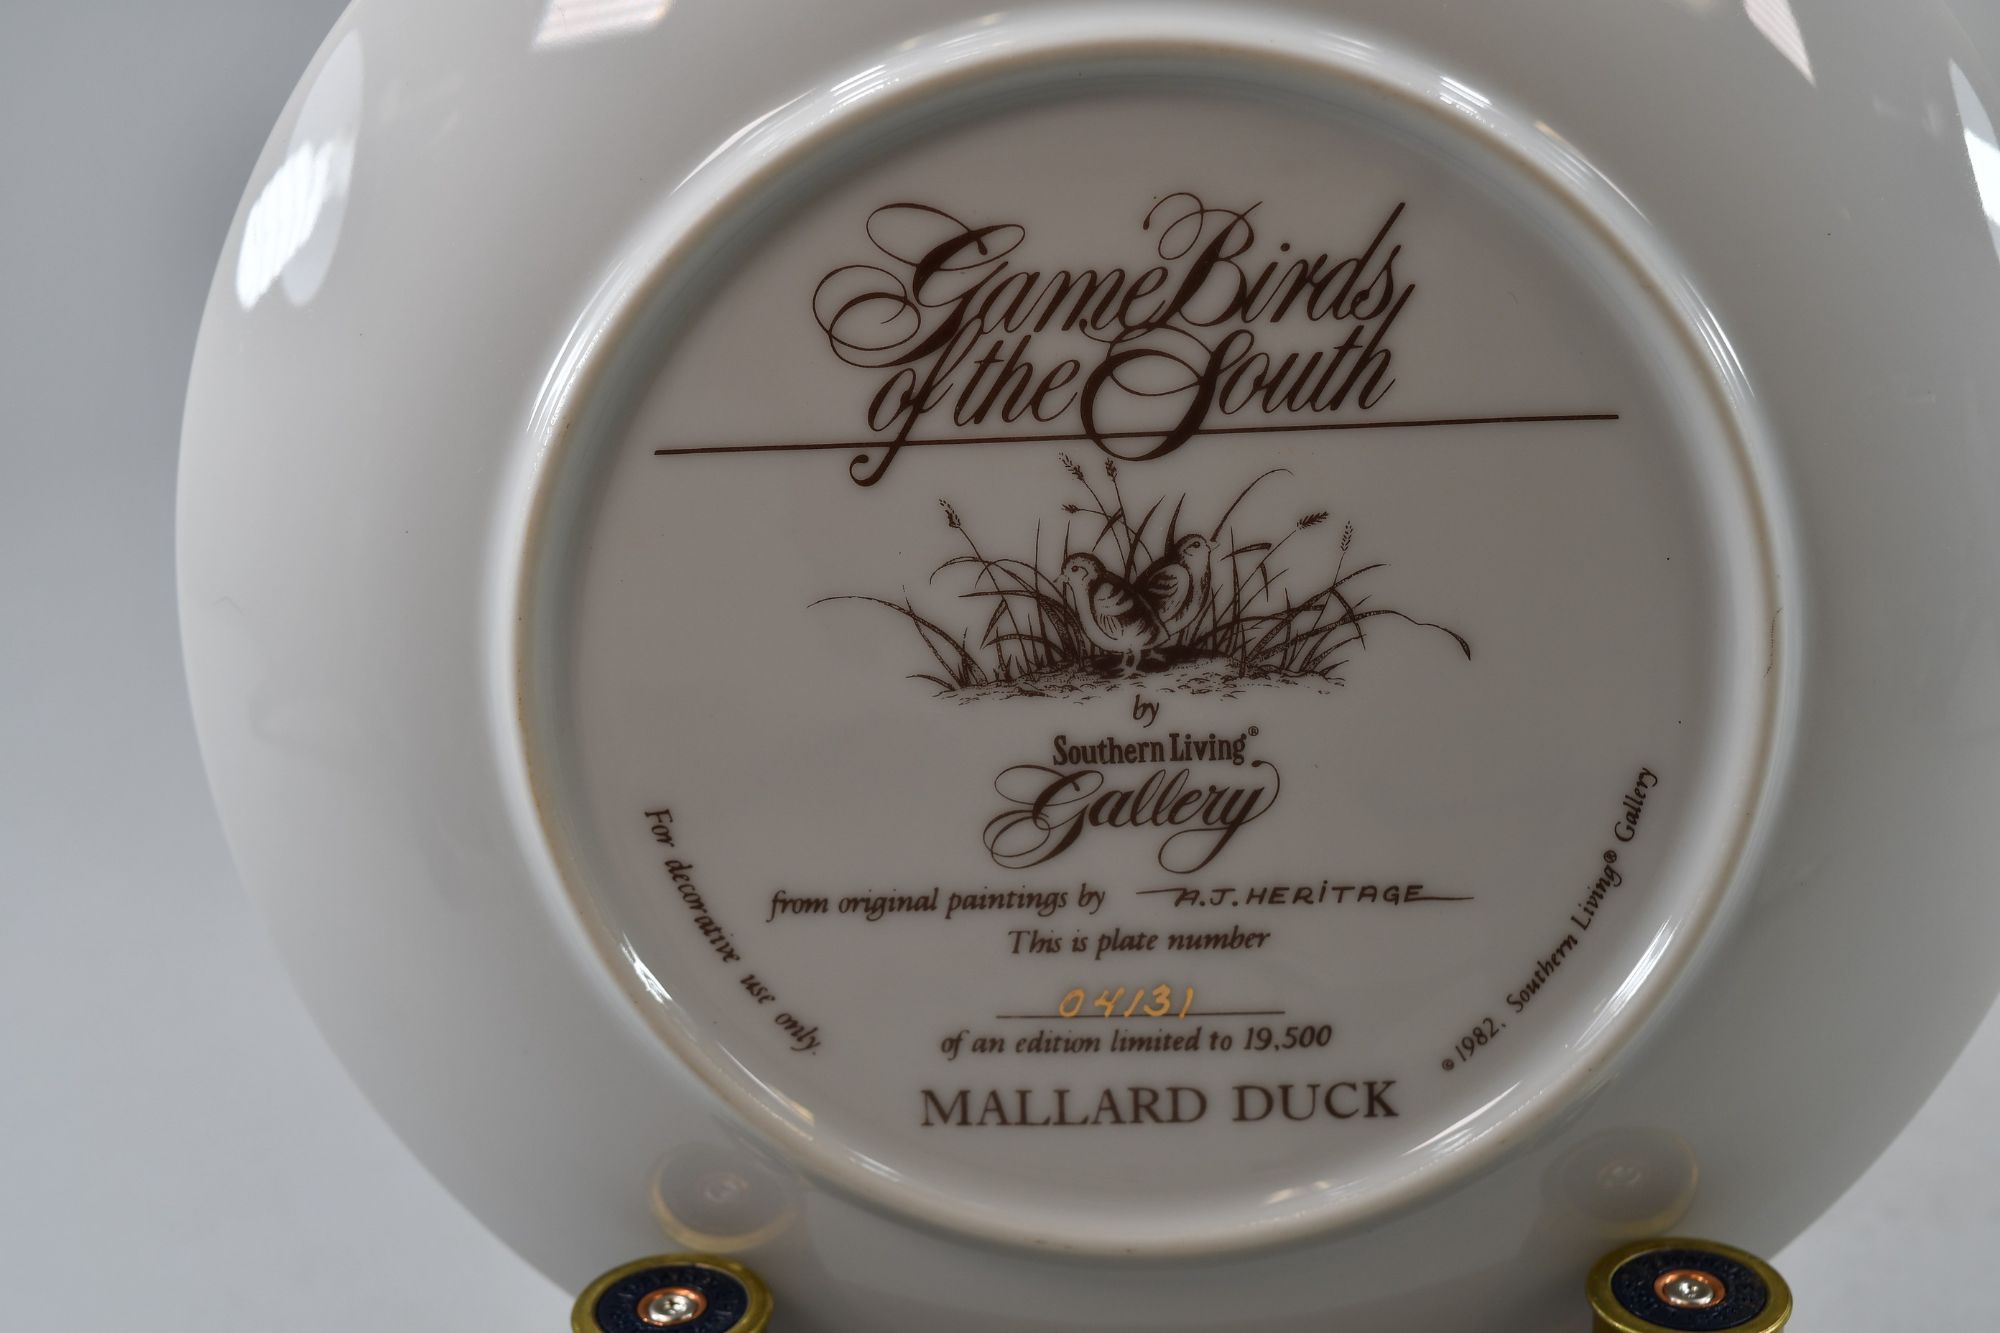 Game Birds
of the South
by
Southern Living®
Gallery
from original paintings by A.J. HERITAGE
This is plate number
04131
of an edition limited to 19,500
MALLARD DUCK
For decorative use only.
©1982, Southern Living® Gallery